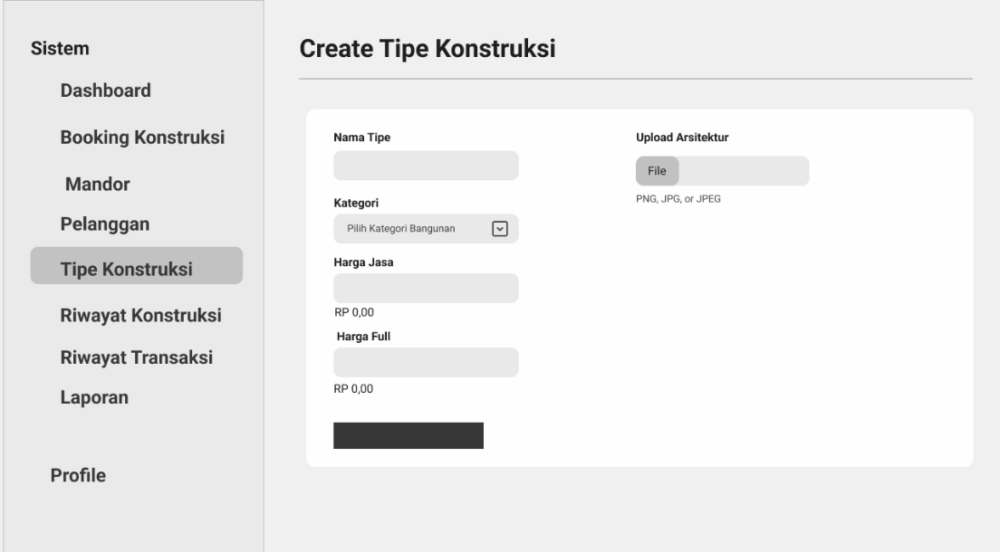 Sistem
Dashboard
Booking Konstruksi
Mandor
Pelanggan
Tipe Konstruksi
Riwayat Konstruksi
Riwayat Transaksi
Laporan
Profile
Create Tipe Konstruksi
Nama Tipe
Kategori
Pilih Kategori Bangunan
Harga Jasa
RP 0,00
Harga Full
RP 0,00
Upload Arsitektur
File
PNG, JPG, or JPEG